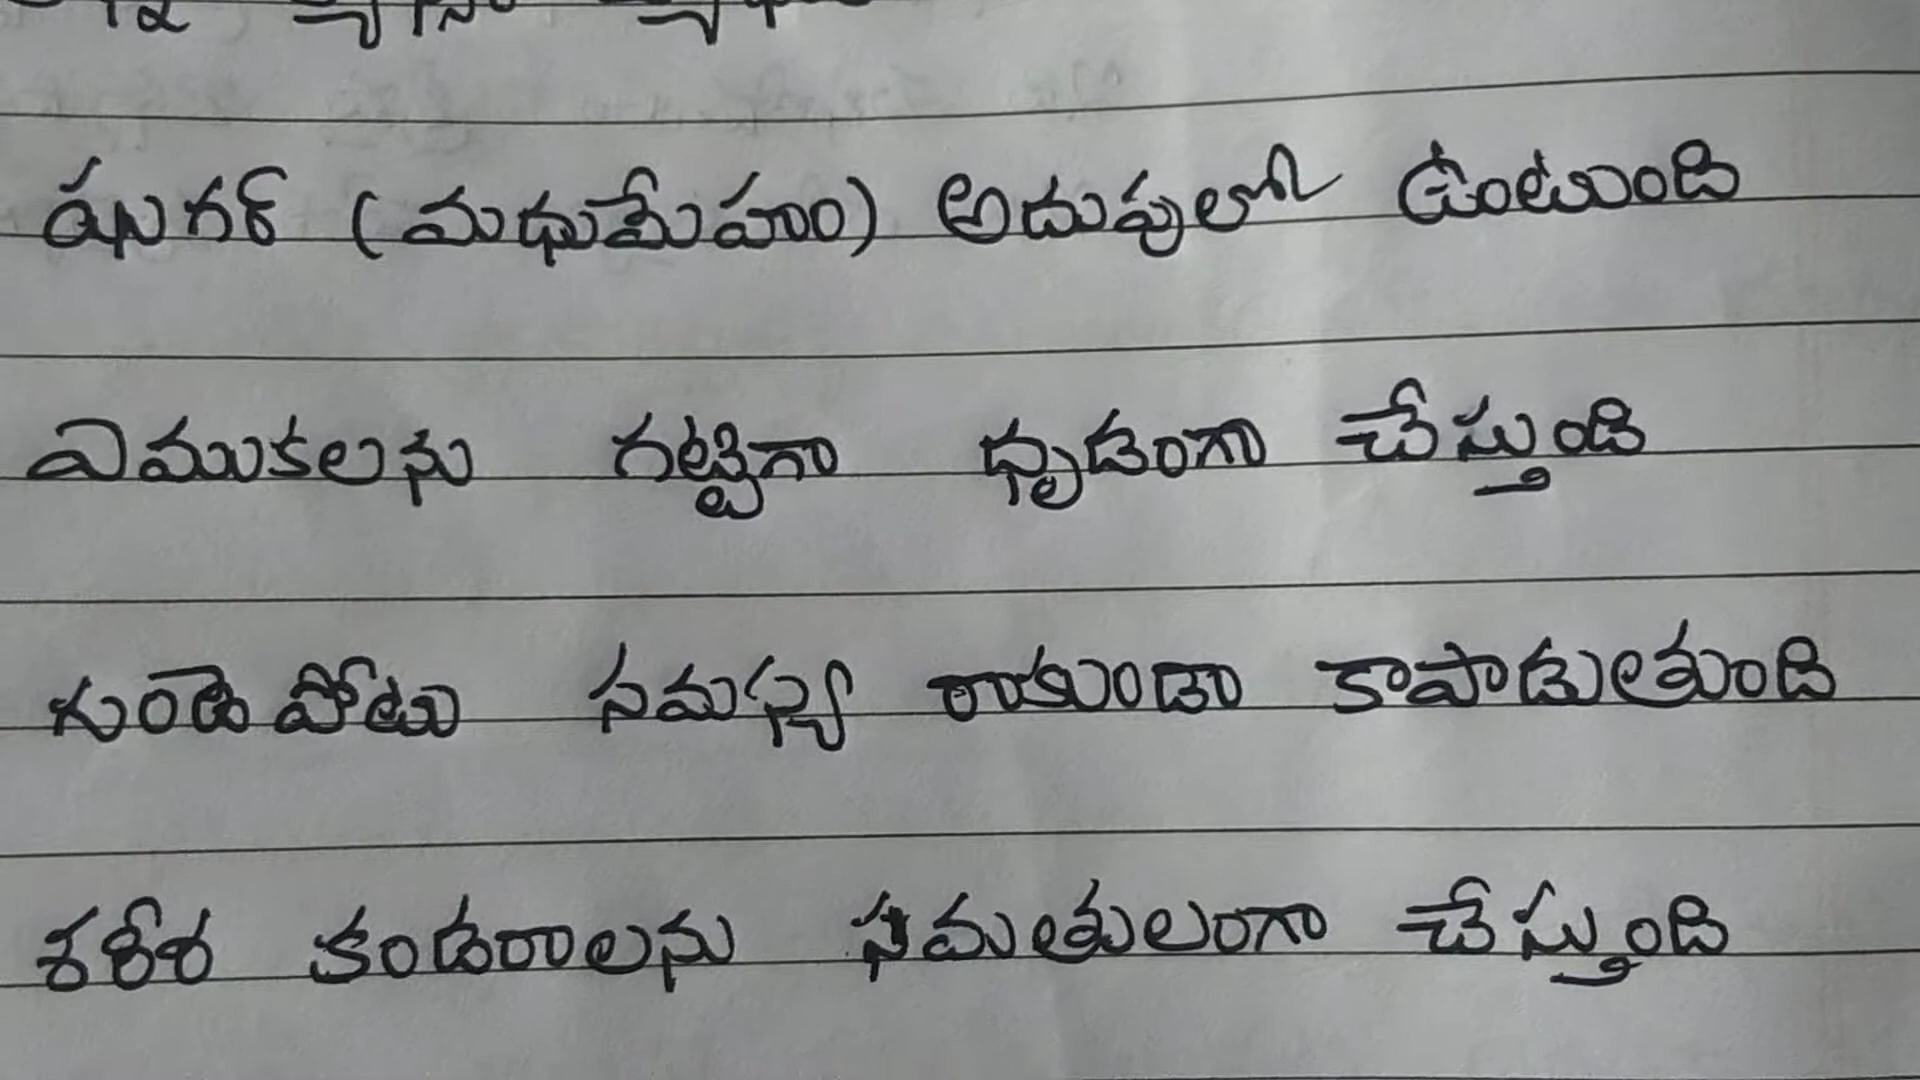 షుగర్ (మధుమేహం) అదుపులో ఉంటుంది
ఎముకలను గట్టిగా ధృడంగా చేస్తుంది
గుండెపోటు సమస్య రాకుండా కాపాడుతుంది
శరీర కండరాలను సమతులంగా చేస్తుంది